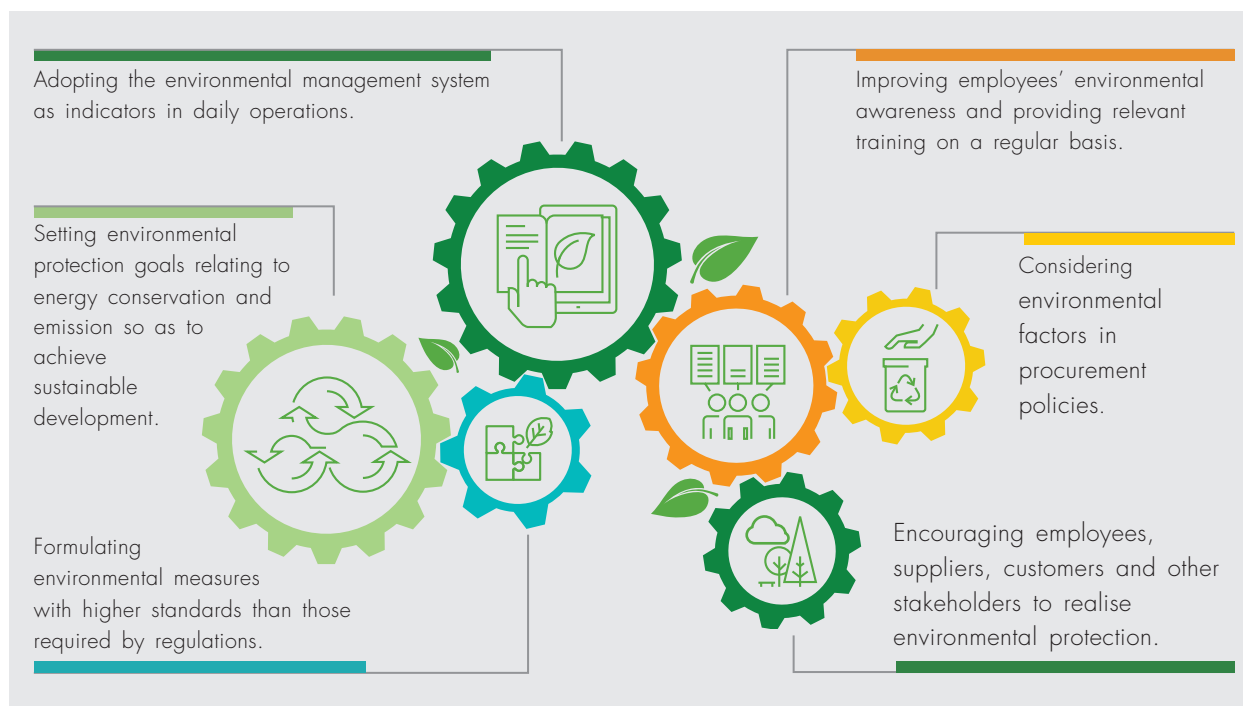 Adopting the environmental management system
as indicators in daily operations.
Improving employees’ environmental
awareness and providing relevant
training on a regular basis.
Setting environmental
protection goals relating to
energy conservation and
emission so as to
achieve
sustainable
development.
Considering
environmental
factors in
procurement
policies.
Formulating
environmental measures
with higher standards than those
required by regulations.
Encouraging employees,
suppliers, customers and other
stakeholders to realise
environmental protection.